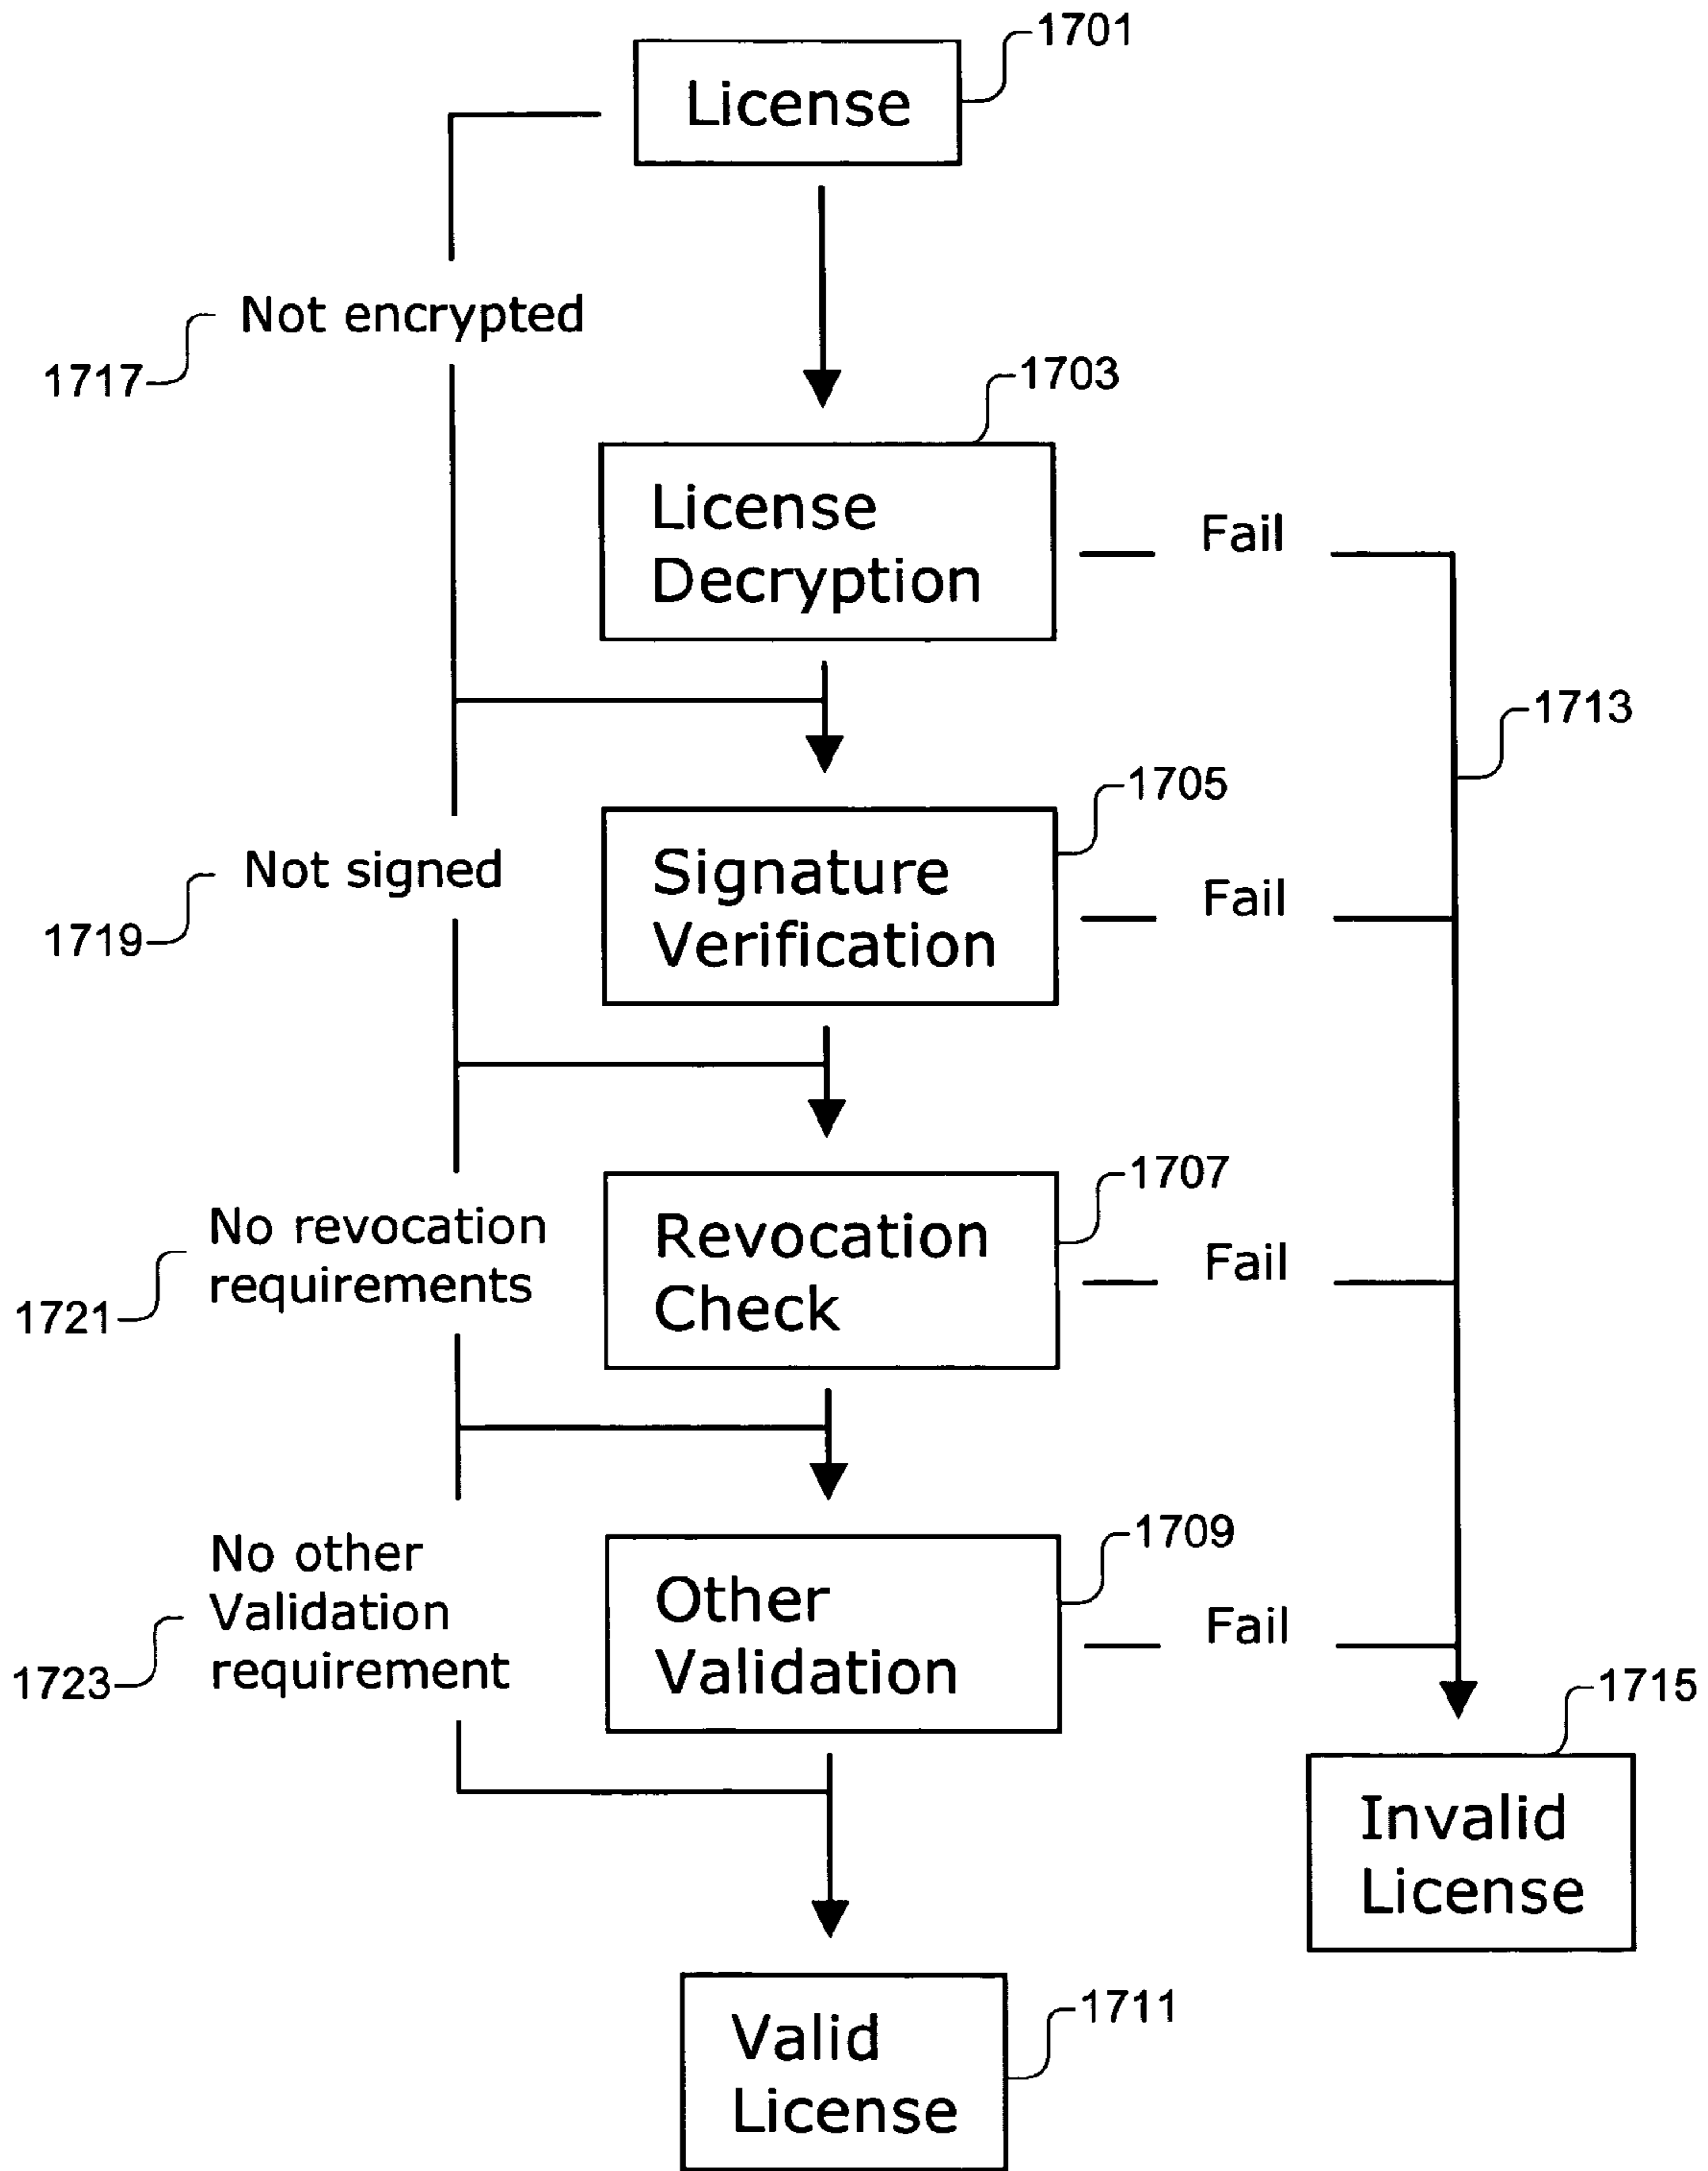 1701
License
Not encrypted
1717
1703
License
Decryption
Fail
1713
1705
Not signed
1719
Signature
Verification
Fail
1707
No revocation
requirements
1721
Revocation
Check
Fail
1709
No other
Validation
requirement
1723
Other
Validation
Fail
1715
Invalid
License
1711
Valid
License